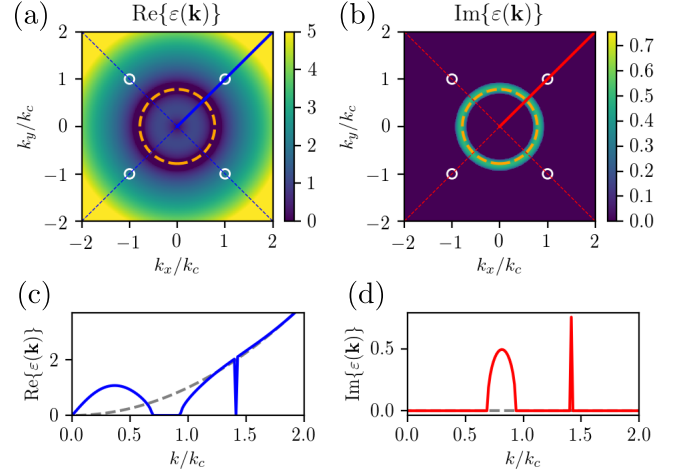 (a) Re{ε(k)}
(b) Im{ε(k)}
2
1
0
−1
−2
k_y/k_c
−2 −1 0 1 2
k_x/k_c
5
4
3
2
1
0
2
1
0
−1
−2
k_y/k_c
−2 −1 0 1 2
k_x/k_c
0.7
0.6
0.5
0.4
0.3
0.2
0.1
0.0
(c)
Re{ε(k)}
2
0
0.0 0.5 1.0 1.5 2.0
k/k_c
(d)
Im{ε(k)}
0.5
0.0
0.0 0.5 1.0 1.5 2.0
k/k_c